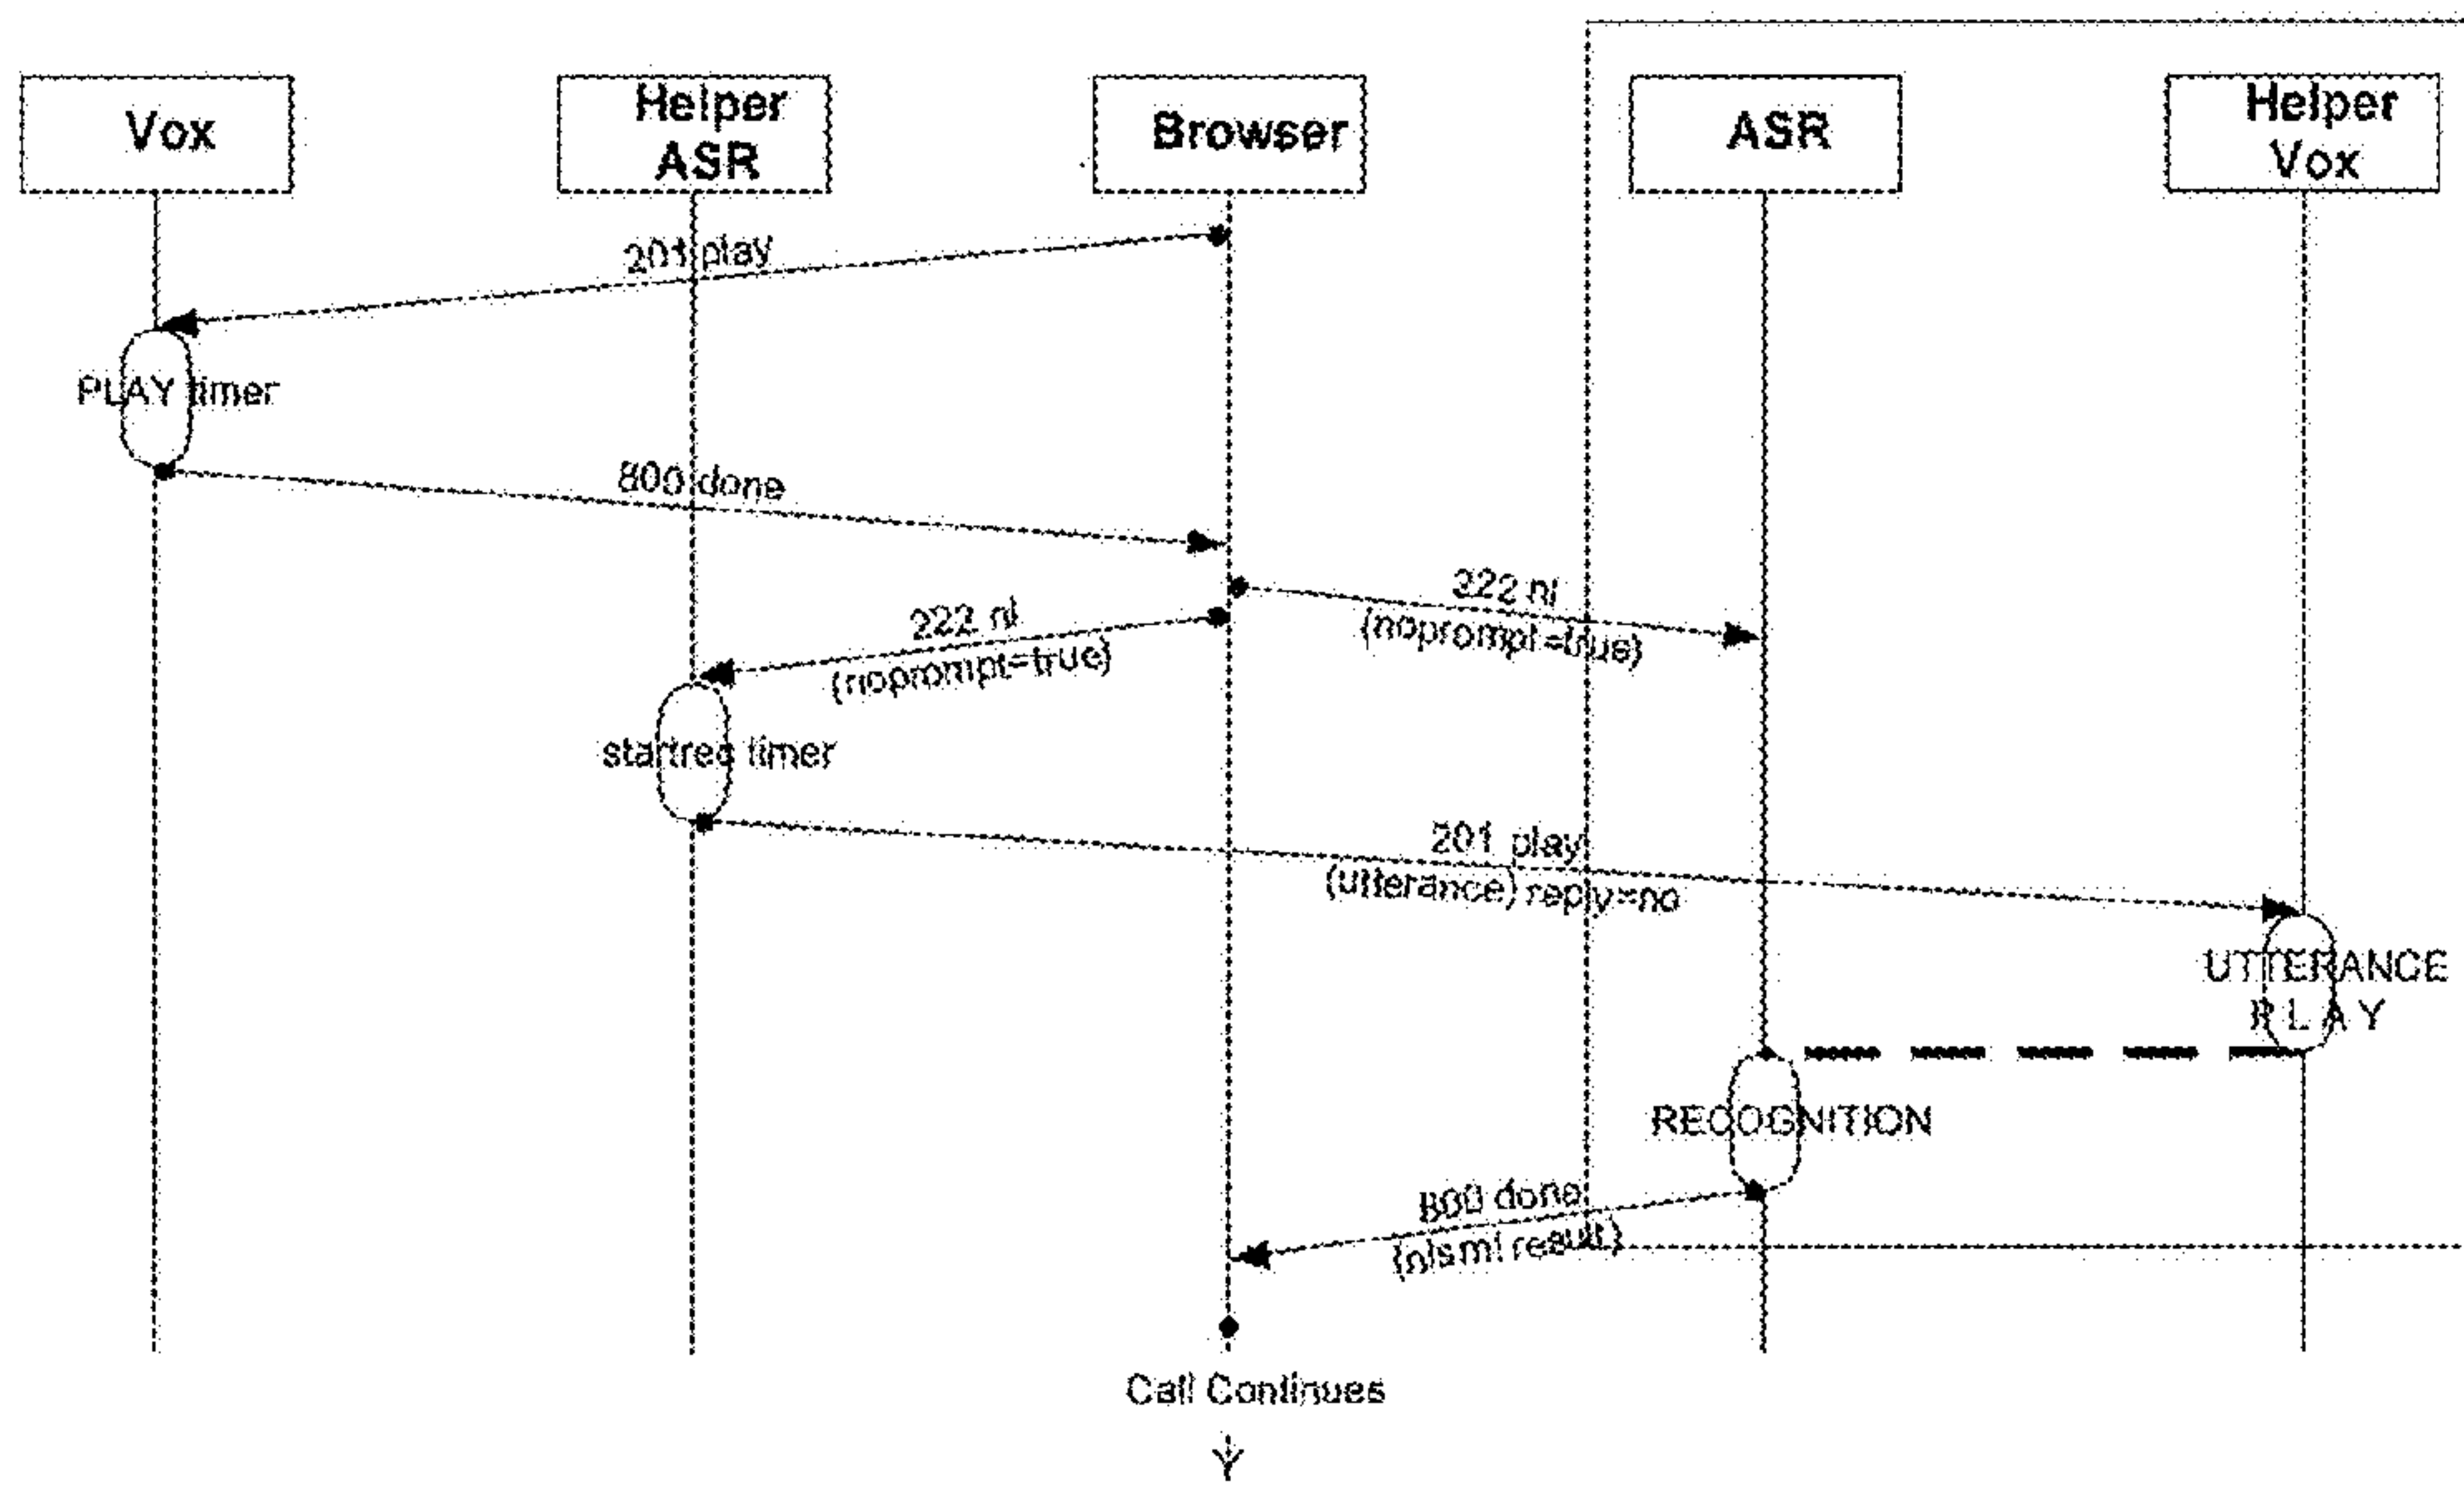 Vox
Helper
ASR
Browser
ASR
Helper
Vox
201 play
PLAY timer
800 done
222 nl
(noprompt=true)
222 nl
(noprompt=true)
startrec timer
201 play
(utterance) reply=no
UTTERANCE
PLAY
RECOGNITION
800 done
(nlsml result)
Call Continues